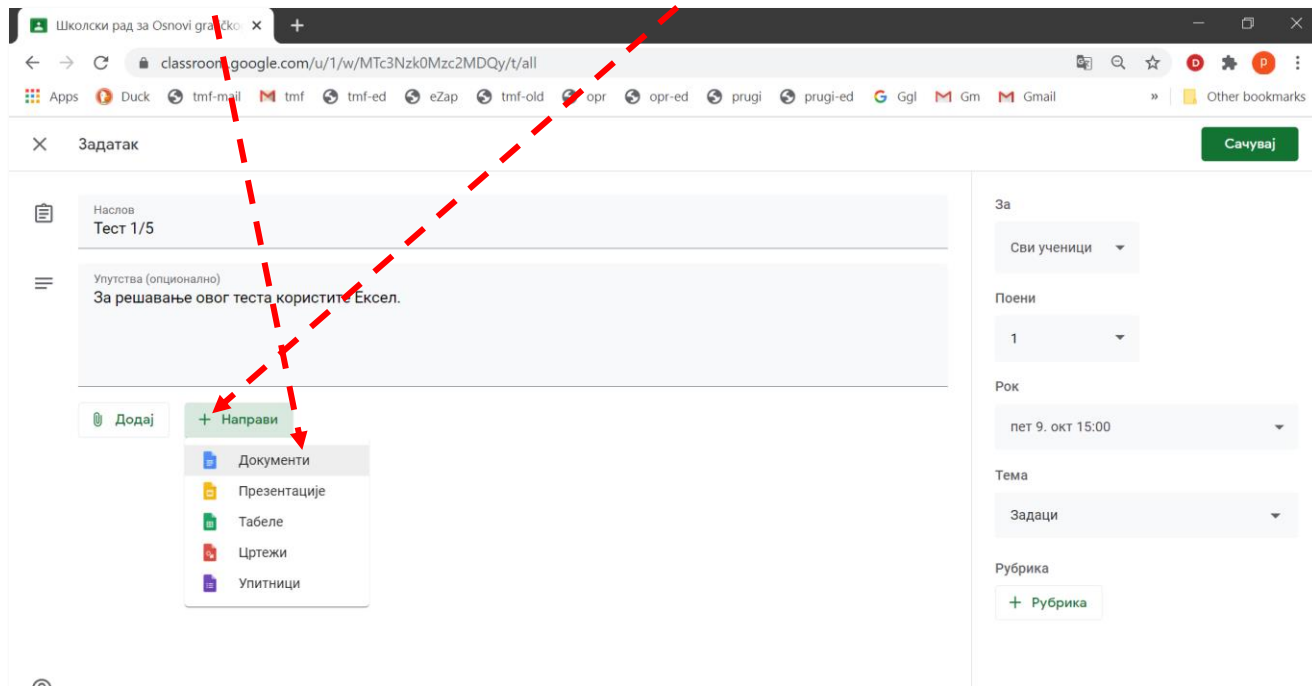 Школски рад за Osnovi grafičko
classroom.google.com/u/1/w/MTc3Nzk0Mzc2MDQy/t/all
Apps Duck tmf-mail tmf tmf-ed eZap tmf-old opr opr-ed prugi prugi-ed Ggl Gm Gmail » Other bookmarks
Задатак
Сачувај
Наслов
Тест 1/5
Упутства (опционално)
За решавање овог теста користите Ексел.
Додај
+ Направи
Документи
Презентације
Табеле
Цртежи
Упитници
За
Сви ученици
Поени
1
Рок
пет 9. окт 15:00
Тема
Задаци
Рубрика
+ Рубрика